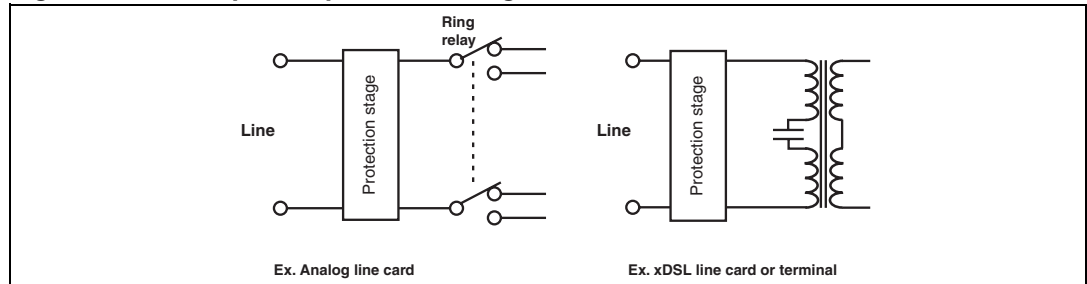 Ring
relay
Line
Protection stage
Ex. Analog line card
Line
Protection stage
Ex. xDSL line card or terminal